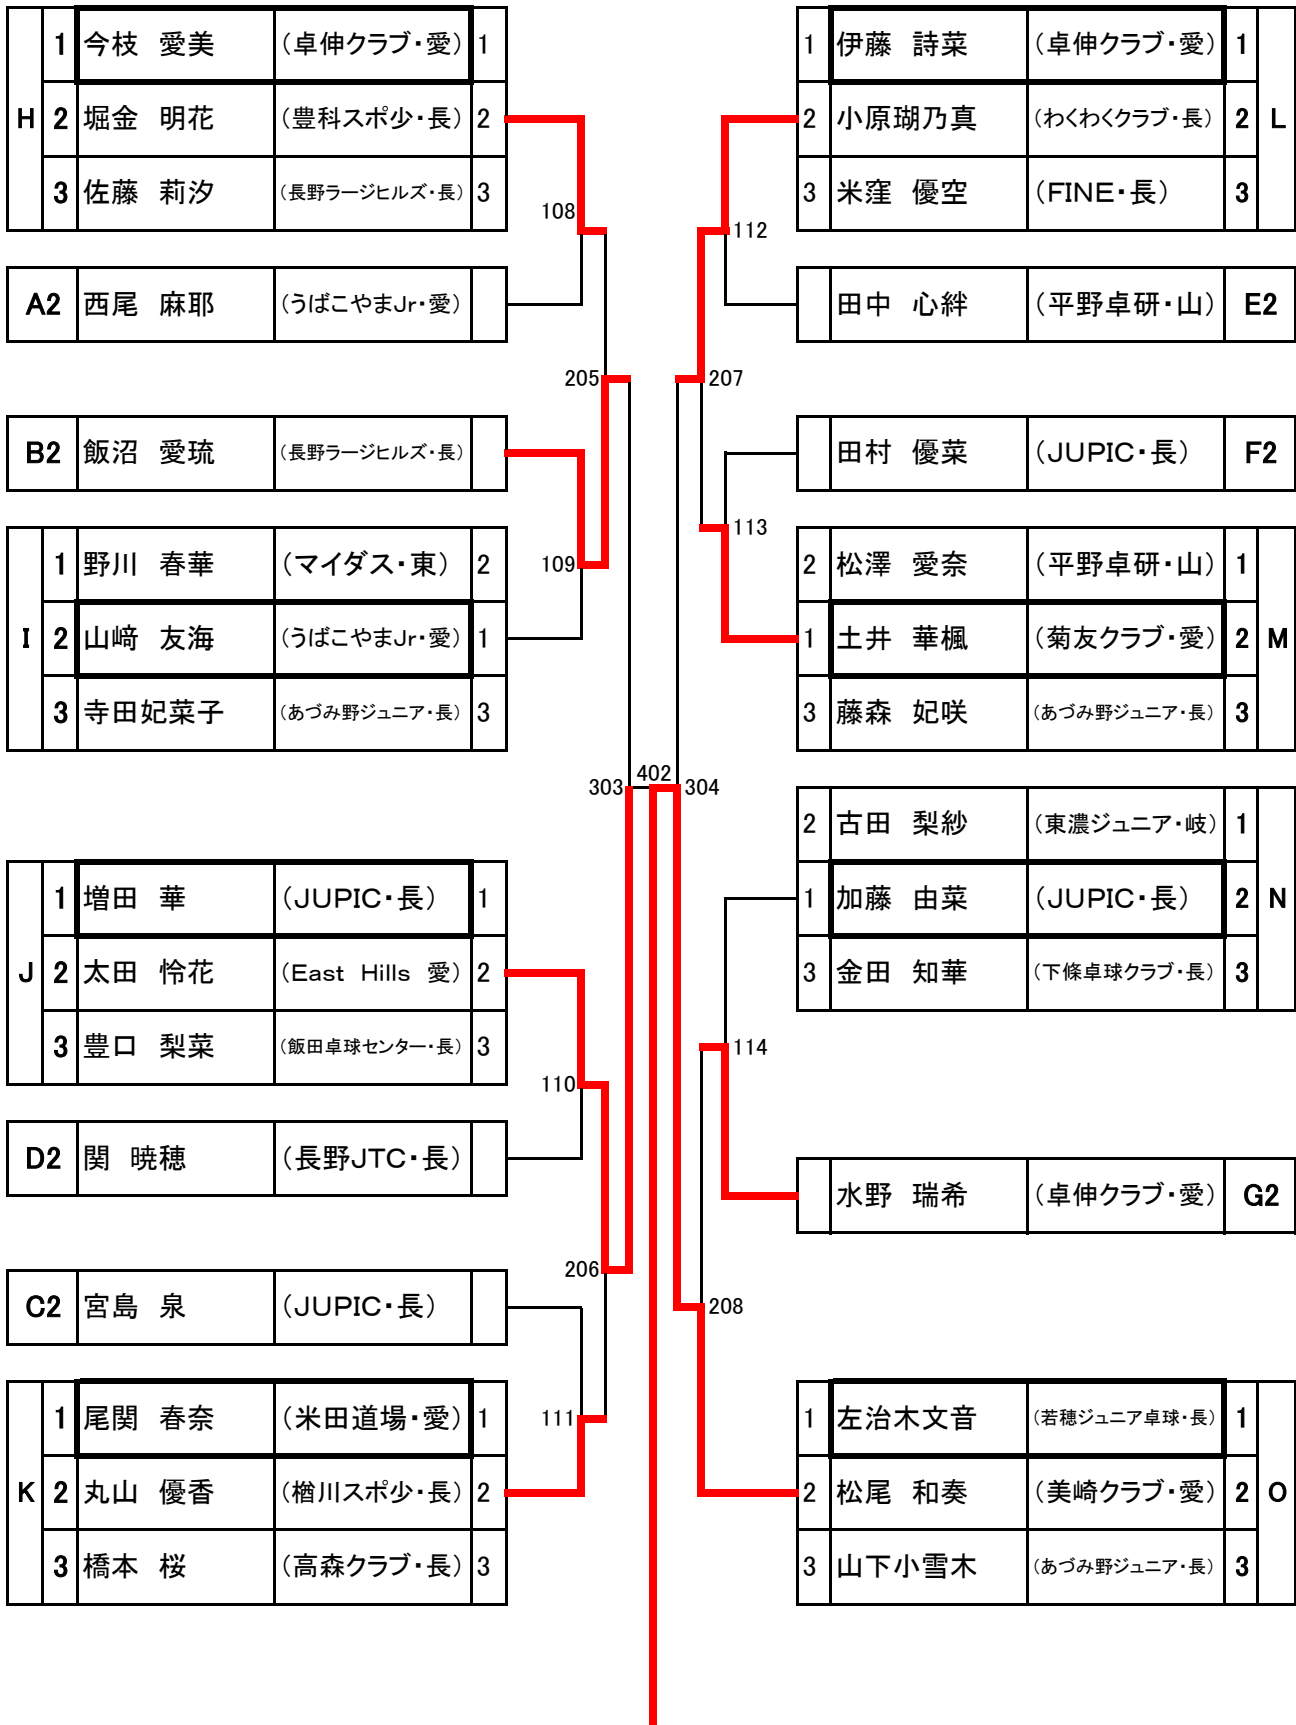 H
1 今枝 愛美 (卓伸クラブ・愛) 1
2 堀金 明花 (豊科スポ少・長) 2
3 佐藤 莉汐 (長野ラージヒルズ・長) 3
A2 西尾 麻耶 (うばこやまJr・愛)
B2 飯沼 愛琉 (長野ラージヒルズ・長)
I
1 野川 春華 (マイダス・東) 2
2 山﨑 友海 (うばこやまJr・愛) 1
3 寺田妃菜子 (あづみ野ジュニア・長) 3
J
1 増田 華 (JUPIC・長) 1
2 太田 怜花 (East Hills 愛) 2
3 豊口 梨菜 (飯田卓球センター・長) 3
D2 関 暁穂 (長野JTC・長)
C2 宮島 泉 (JUPIC・長)
K
1 尾関 春奈 (米田道場・愛) 1
2 丸山 優香 (楢川スポ少・長) 2
3 橋本 桜 (高森クラブ・長) 3
108
205
109
303
110
206
111
402
112
207
113
304
114
208
1 伊藤 詩菜 (卓伸クラブ・愛) 1
2 小原瑚乃真 (わくわくクラブ・長) 2
3 米窪 優空 (FINE・長) 3
L
田中 心絆 (平野卓研・山) E2
田村 優菜 (JUPIC・長) F2
2 松澤 愛奈 (平野卓研・山) 1
1 土井 華楓 (菊友クラブ・愛) 2
3 藤森 妃咲 (あづみ野ジュニア・長) 3
M
2 古田 梨紗 (東濃ジュニア・岐) 1
1 加藤 由菜 (JUPIC・長) 2
3 金田 知華 (下條卓球クラブ・長) 3
N
水野 瑞希 (卓伸クラブ・愛) G2
1 左治木文音 (若穂ジュニア卓球・長) 1
2 松尾 和奏 (美崎クラブ・愛) 2
3 山下小雪木 (あづみ野ジュニア・長) 3
O